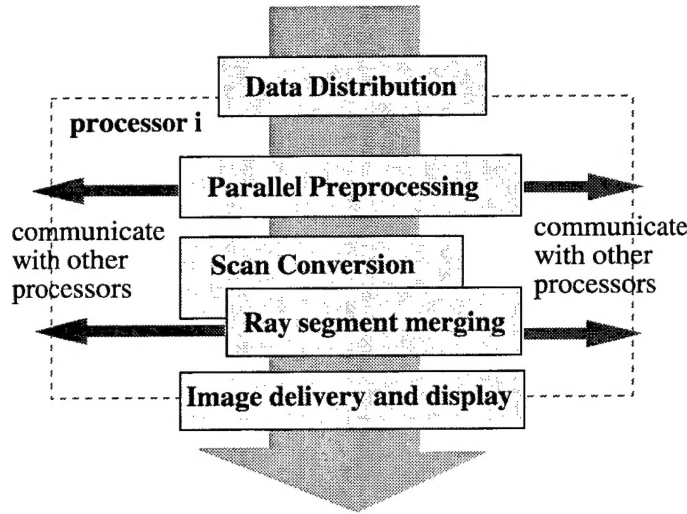 Data Distribution
processor i
Parallel Preprocessing
communicate
with other
processors
communicate
with other
processors
Scan Conversion
Ray segment merging
Image delivery and display